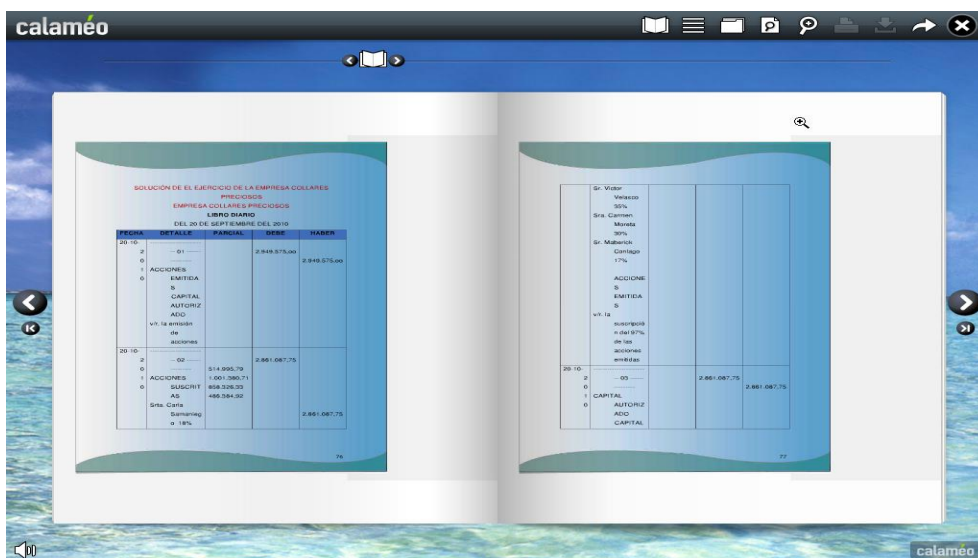 calaméo
SOLUCIÓN DE EL EJERCICIO DE LA EMPRESA COLLARES
PRECIOSOS
EMPRESA COLLARES PRECIOSOS
LIBRO DIARIO
DEL 20 DE SEPTIEMBRE DEL 2010
FECHA DETALLE PARCIAL DEBE HABER
20-10-
2 -- 01 ------ 2.949.575,oo
0 --------- 2.949.575,oo
1 ACCIONES
0 EMITIDA
S
CAPITAL
AUTORIZ
ADO
v/r. la emisión
de
acciones
20-10-
2 -- 02 ------ 2.861.087,75
0 --------- 514.995,79
1 ACCIONES 1.001.380,71
0 SUSCRIT 858.326,33
AS 486.384,92
Srta. Carla
Samanieg 2.861.087,75
o 18%
76
Sr. Victor
Velasco
35%
Sra. Carmen
Moreta
30%
Sr. Maberick
Cantiago
17%
ACCIONE
S
EMITIDA
S
v/r. la
suscripció
n del 97%
de las
acciones
emitidas
20-10-
2 -- 03 ------ 2.861.087,75
0 --------- 2.861.087,75
1 CAPITAL
0 AUTORIZ
ADO
CAPITAL
77
calaméo